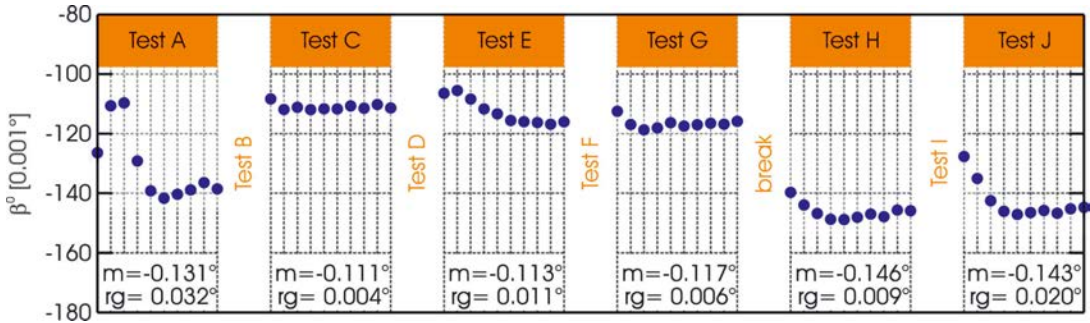 -80
-100
-120
-140
-160
-180
β⁰ [0.001°]
Test A
Test B
Test C
Test D
Test E
Test F
Test G
break
Test H
Test I
Test J
m=-0.131°
rg= 0.032°
m=-0.111°
rg= 0.004°
m=-0.113°
rg= 0.011°
m=-0.117°
rg= 0.006°
m=-0.146°
rg= 0.009°
m=-0.143°
rg= 0.020°